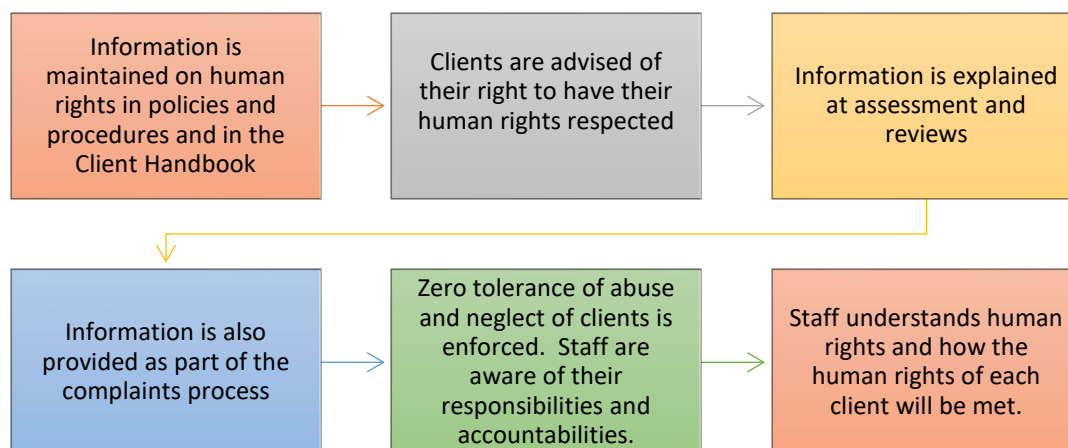 Information is
maintained on human
rights in policies and
procedures and in the
Client Handbook
Clients are advised of
their right to have their
human rights respected
Information is explained
at assessment and
reviews
Information is also
provided as part of the
complaints process
Zero tolerance of abuse
and neglect of clients is
enforced.  Staff are
aware of their
responsibilities and
accountabilities.
Staff understands human
rights and how the
human rights of each
client will be met.